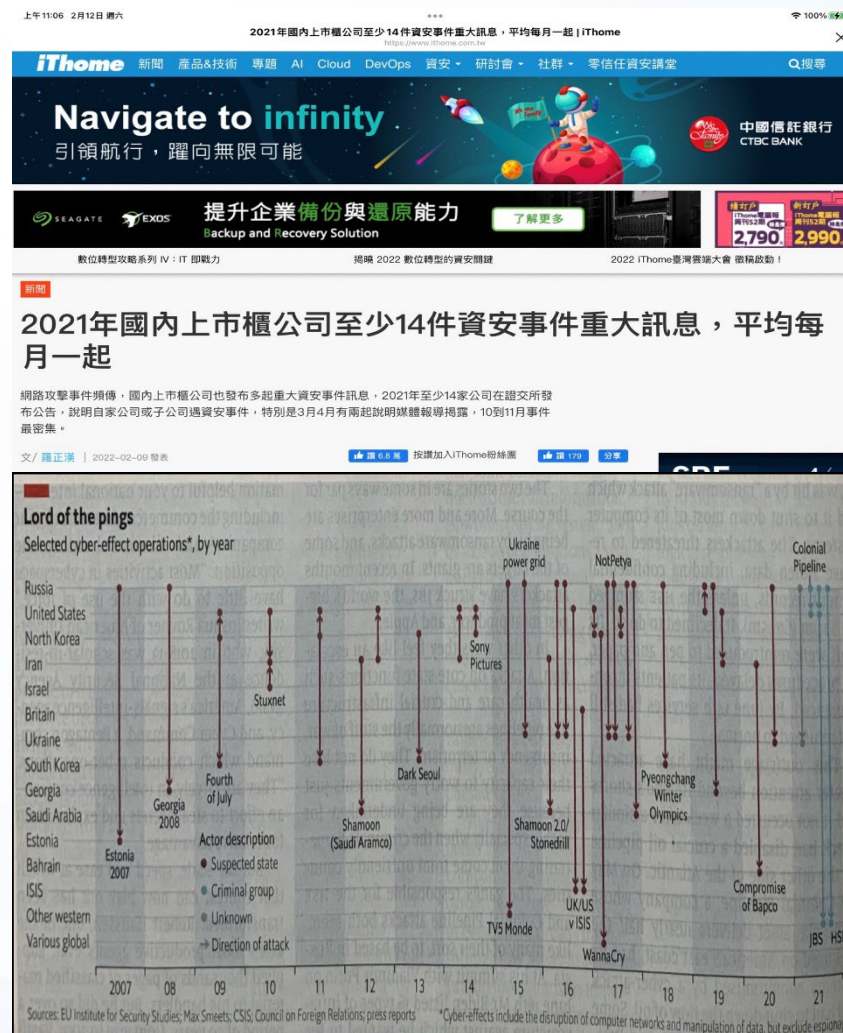 上午11:06 2月12日 週六
100%
2021年國內上市櫃公司至少14件資安事件重大訊息，平均每月一起 | iThome
https://www.ithome.com.tw
iThome 新聞 產品&技術 專題 AI Cloud DevOps 資安 研討會 社群 零信任資安講堂 搜尋
Navigate to infinity
引領航行，躍向無限可能
中國信託銀行
CTBC BANK
SEAGATE EXOS
提升企業備份與還原能力
Backup and Recovery Solution
了解更多
續訂戶
新訂戶
2,790
2,990
數位轉型攻略系列 IV：IT 即戰力
揭曉 2022 數位轉型的資安關鍵
2022 iThome臺灣雲端大會 徵稿啟動！
新聞
2021年國內上市櫃公司至少14件資安事件重大訊息，平均每
月一起
網路攻擊事件頻傳，國內上市櫃公司也發布多起重大資安事件訊息，2021年至少14家公司在證交所發
布公告，說明自家公司或子公司遇資安事件，特別是3月4月有兩起說明媒體報導揭露，10到11月事件
最密集。
文/ 羅正漢 | 2022-02-09 發表
讚 6.8 萬 按讚加入iThome粉絲團 讚 179 分享
Lord of the pings
Selected cyber-effect operations*, by year
Ukraine
power grid
NotPetya
Colonial
Pipeline
Russia
United States
North Korea
Iran
Israel
Britain
Ukraine
South Korea
Georgia
Saudi Arabia
Estonia
Bahrain
ISIS
Other western
Various global
Stuxnet
Sony
Pictures
Fourth
of July
Dark Seoul
Georgia
2008
Pyeongchang
Winter
Olympics
Shamoon
(Saudi Aramco)
Shamoon 2.0/
Stonedrill
Estonia
2007
Compromise
of Bapco
UK/US
v ISIS
TV5 Monde
WannaCry
JBS
Actor description
Suspected state
Criminal group
Unknown
Direction of attack
2007 08 09 10 11 12 13 14 15 16 17 18 19 20 21
Sources: EU Institute for Security Studies; Max Smeets; CSIS; Council on Foreign Relations; press reports
*Cyber-effects include the disruption of computer networks and manipulation of data, but exclude